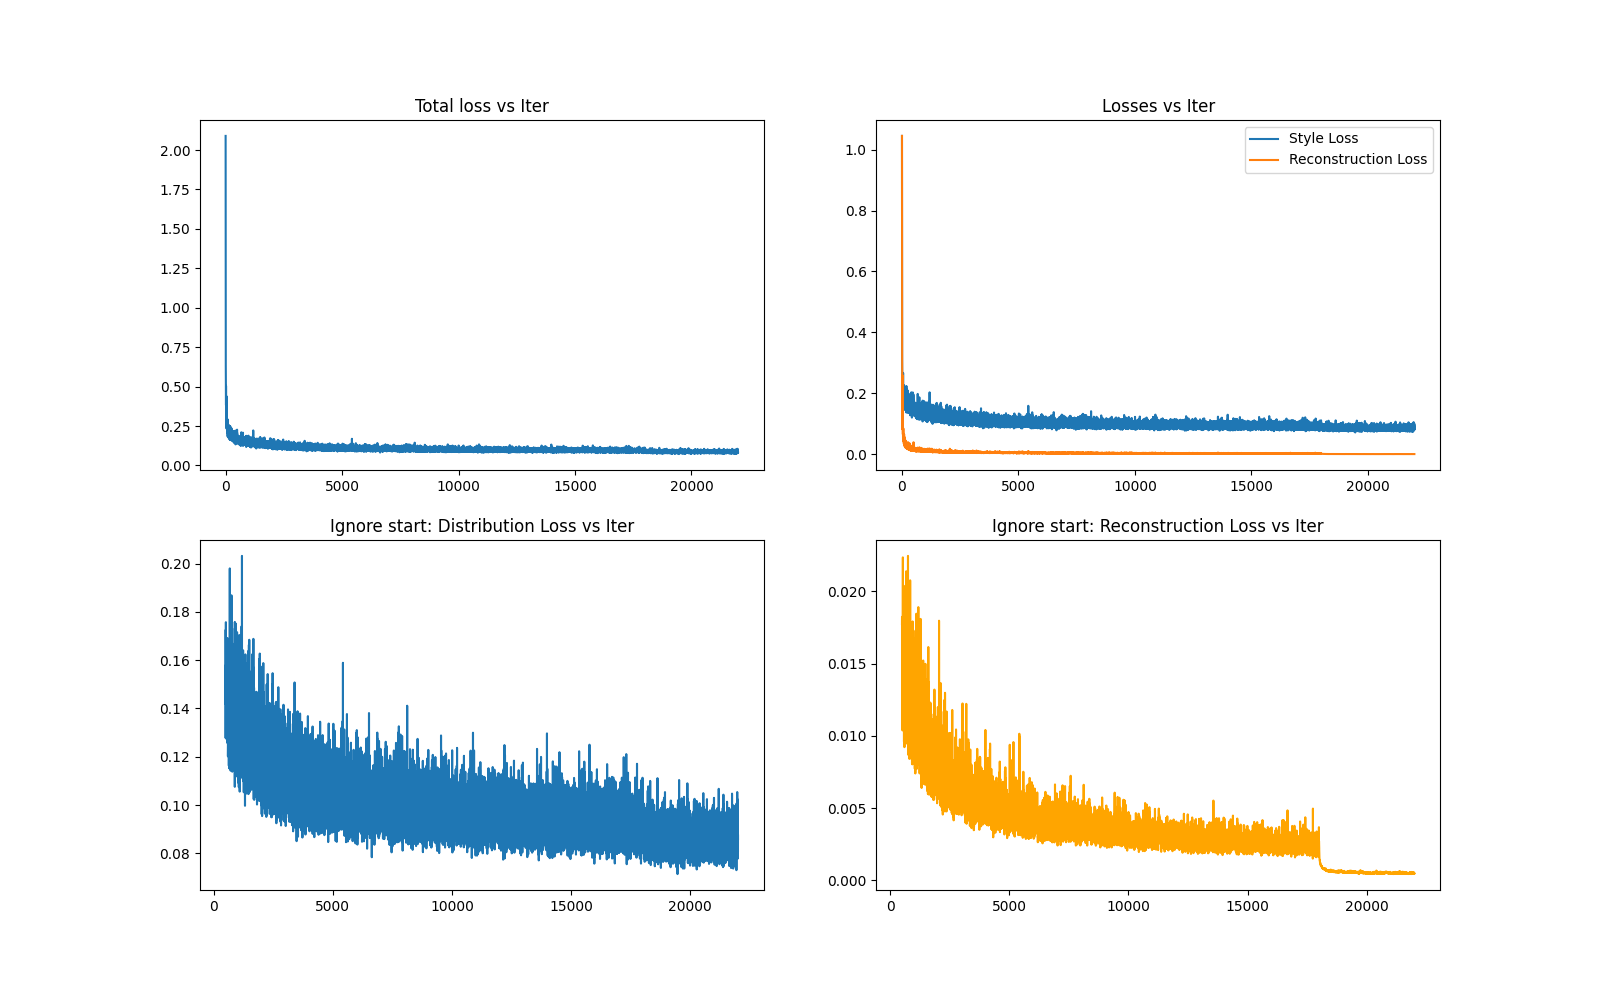 Total loss vs Iter
2.00
1.75
1.50
1.25
1.00
0.75
0.50
0.25
0.00
0 5000 10000 15000 20000
Losses vs Iter
Style Loss
Reconstruction Loss
1.0
0.8
0.6
0.4
0.2
0.0
0 5000 10000 15000 20000
Ignore start: Distribution Loss vs Iter
0.20
0.18
0.16
0.14
0.12
0.10
0.08
0 5000 10000 15000 20000
Ignore start: Reconstruction Loss vs Iter
0.020
0.015
0.010
0.005
0.000
0 5000 10000 15000 20000